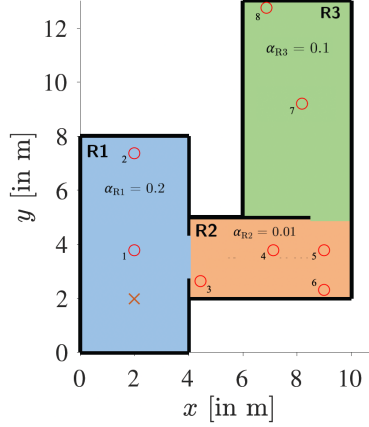 8
R3
12
α_R3 = 0.1
10
7
8
R1
2
α_R1 = 0.2
6
R2
α_R2 = 0.01
y [in m]
4
1
4
5
3
6
2
0
0
2
4
6
8
10
x [in m]